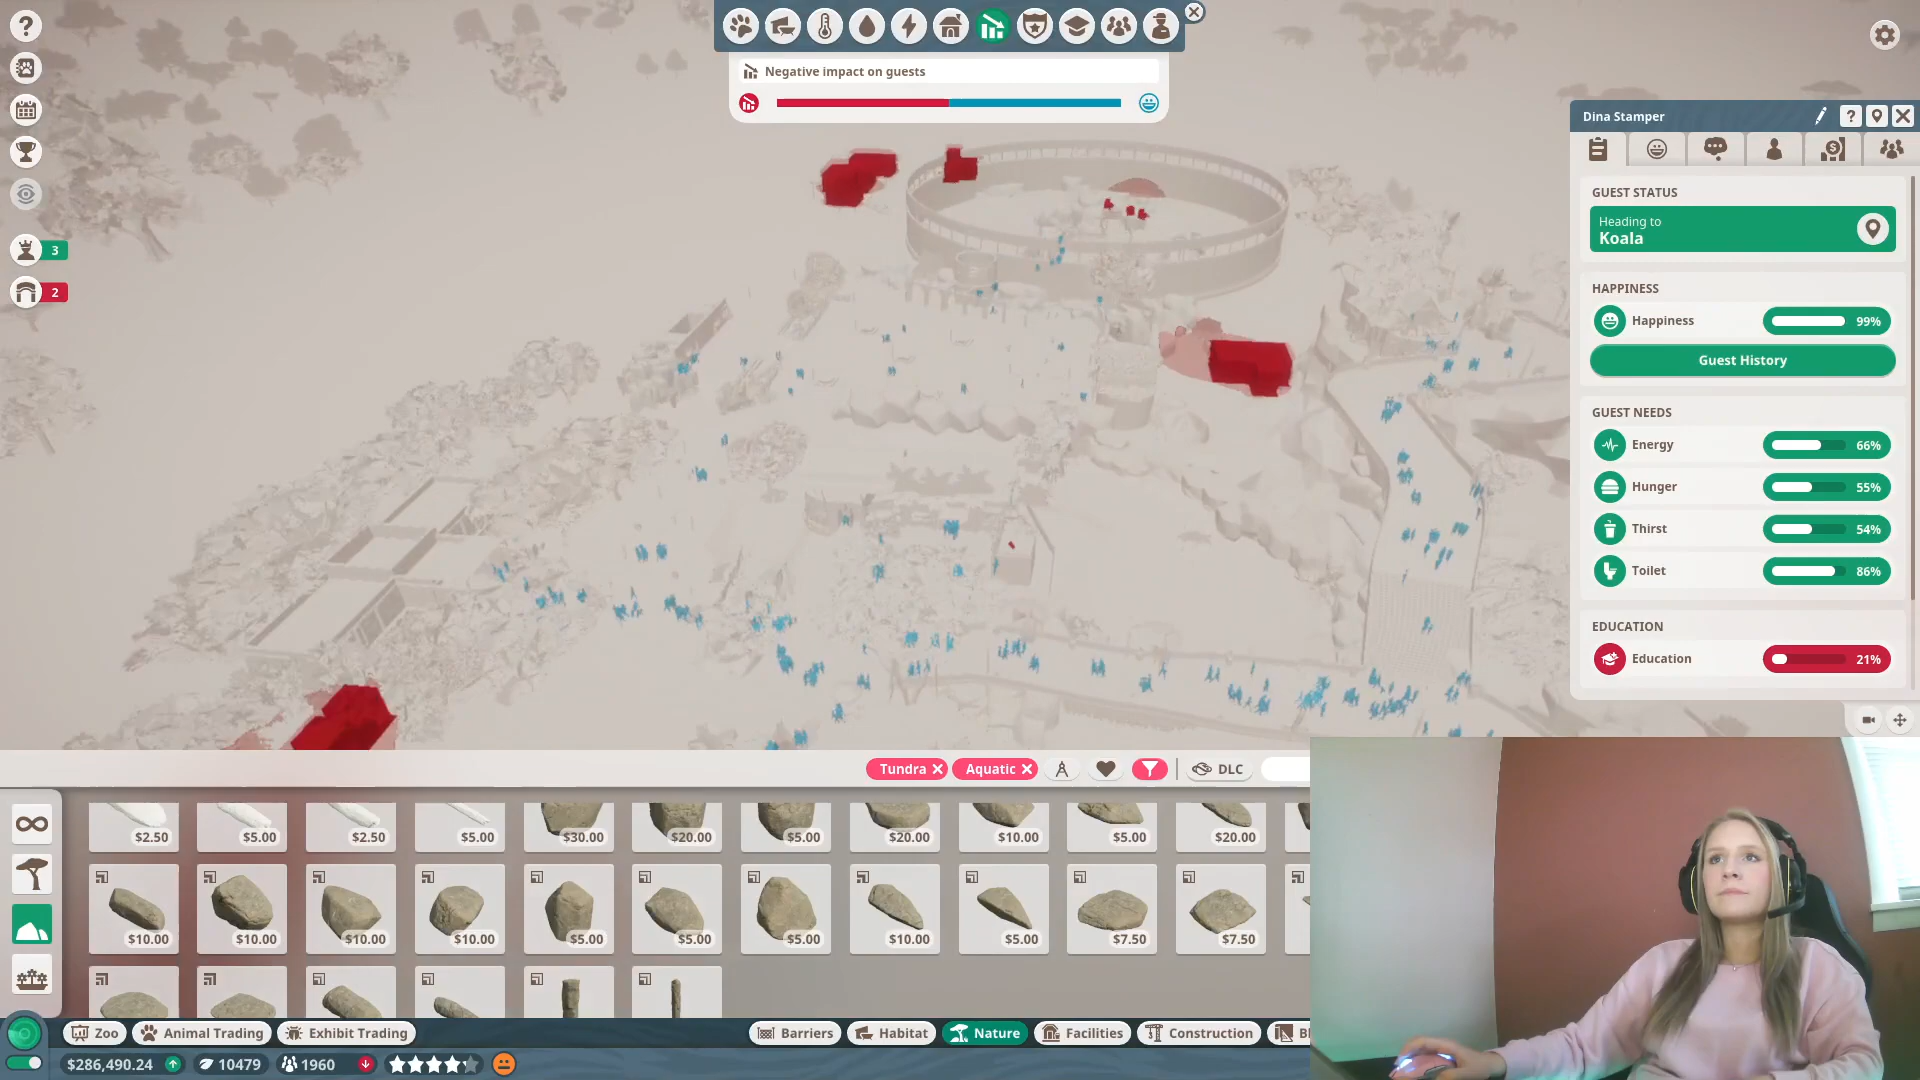 Negative impact on guests
Dina Stamper
GUEST STATUS
Heading to
Koala
HAPPINESS
Happiness 99%
Guest History
GUEST NEEDS
Energy 66%
Hunger 55%
Thirst 54%
Toilet 86%
EDUCATION
Education 21%
3
2
Tundra
Aquatic
DLC
$2.50 $5.00 $2.50 $5.00 $30.00 $20.00 $5.00 $20.00 $10.00 $5.00 $20.00
$10.00 $10.00 $10.00 $10.00 $5.00 $5.00 $5.00 $10.00 $5.00 $7.50 $7.50
Zoo Animal Trading Exhibit Trading Barriers Habitat Nature Facilities Construction
$286,490.24 10479 1960